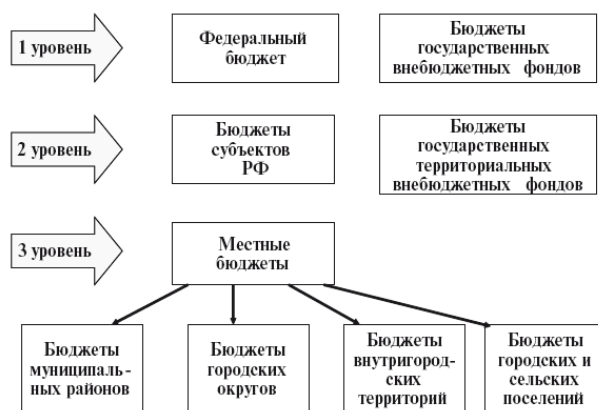 1 уровень
Федеральный
бюджет
Бюджеты
государственных
внебюджетных фондов
2 уровень
Бюджеты
субъектов
РФ
Бюджеты
государственных
территориальных
внебюджетных фондов
3 уровень
Местные
бюджеты
Бюджеты
муниципаль-
ных районов
Бюджеты
городских
округов
Бюджеты
внутригород-
ских
территорий
Бюджеты
городских и
сельских
поселений